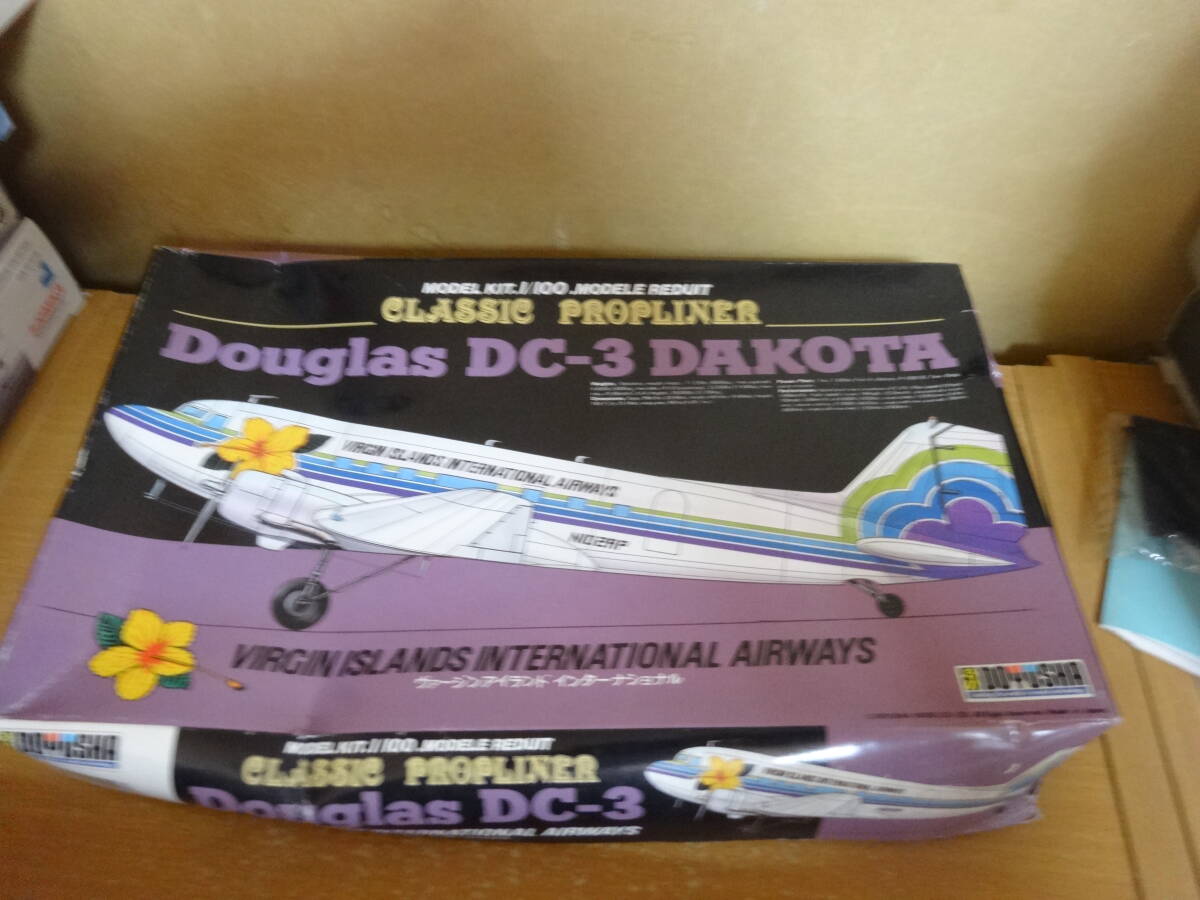 MODEL KIT. 1/100 .MODELE REDUIT
CLASSIC PROPLINER
Douglas DC-3 DAKOTA
VIRGIN ISLANDS INTERNATIONAL AIRWAYS
VIRGIN ISLANDS INTERNATIONAL AIRWAYS
ヴァージンアイランド インターナショナル
DOYUSHA
DOYUSHA
MODEL KIT. 1/100 .MODELE REDUIT
CLASSIC PROPLINER
Douglas DC-3
INTERNATIONAL AIRWAYS